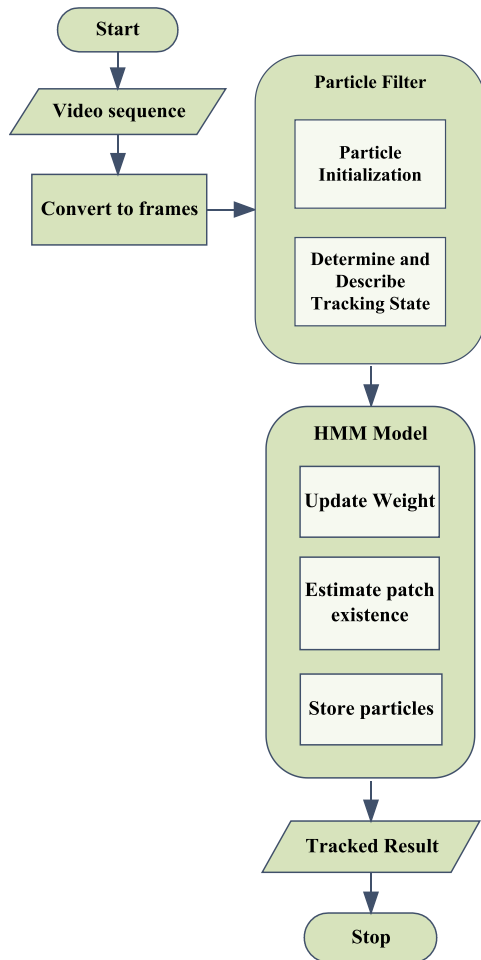 Start
Video sequence
Convert to frames
Particle Filter
Particle
Initialization
Determine and
Describe
Tracking State
HMM Model
Update Weight
Estimate patch
existence
Store particles
Tracked Result
Stop